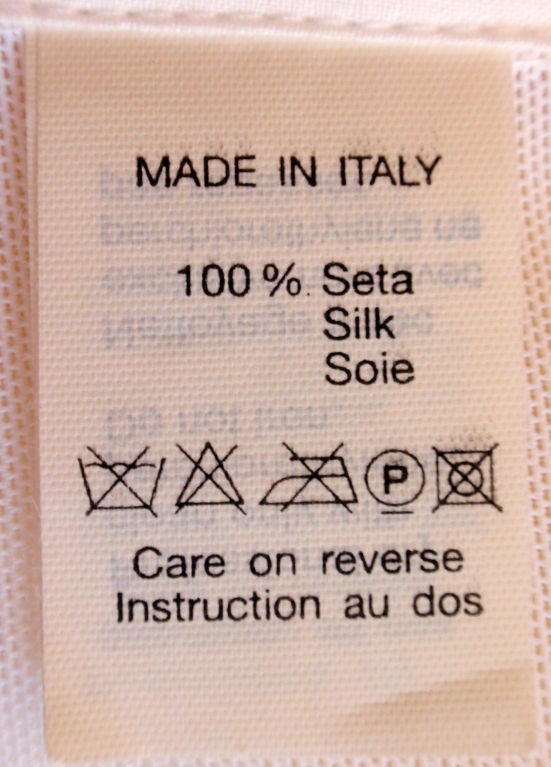 MADE IN ITALY
100% Seta
Silk
Soie
P
Care on reverse
Instruction au dos